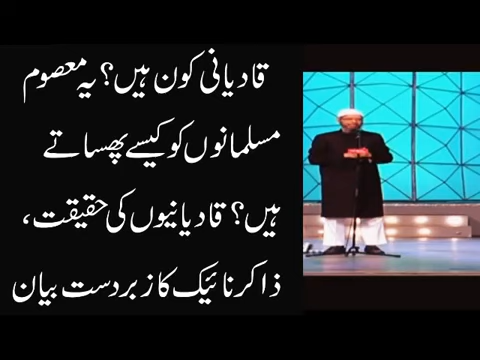 قادیانی کون ہیں؟ یہ معصوم
مسلمانوں کو کیسے پھساتے
ہیں؟ قادیانیوں کی حقیقت،
ذاکر نائیک کا زبردست بیان